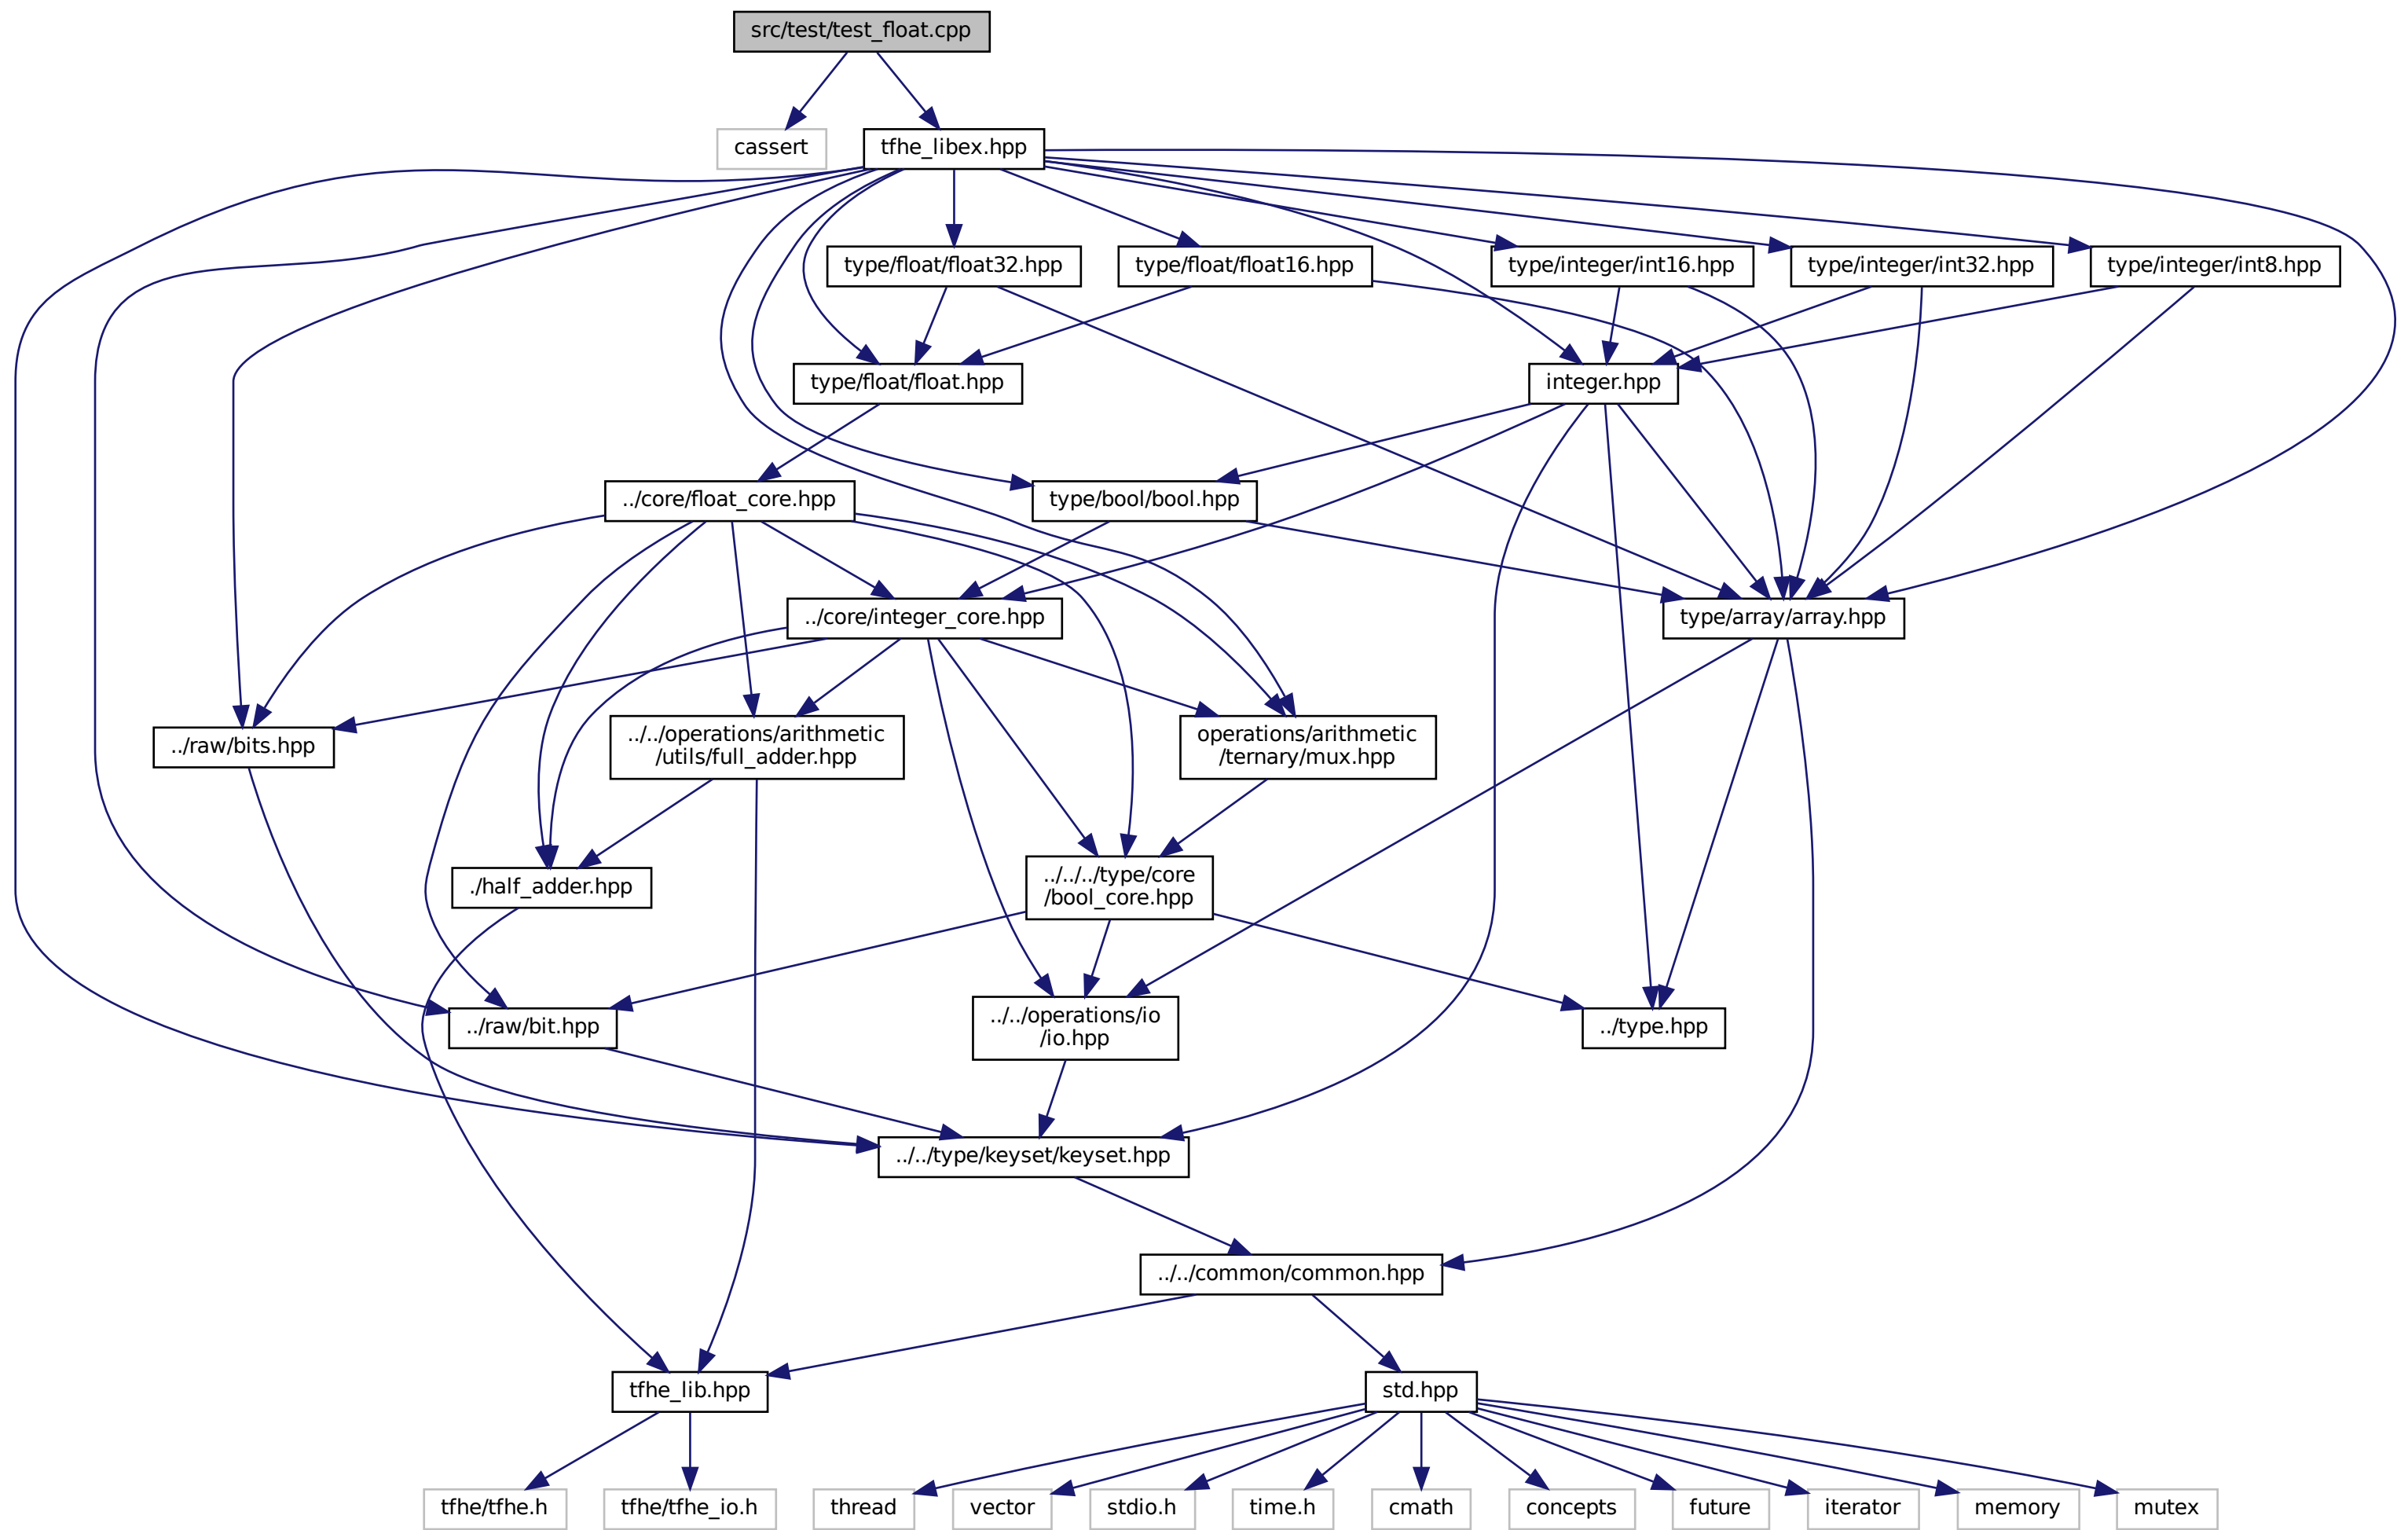 src/test/test_float.cpp
cassert
tfhe_libex.hpp
type/float/float32.hpp
type/float/float16.hpp
type/integer/int16.hpp
type/integer/int32.hpp
type/integer/int8.hpp
type/float/float.hpp
integer.hpp
../core/float_core.hpp
type/bool/bool.hpp
../core/integer_core.hpp
type/array/array.hpp
../raw/bits.hpp
../../operations/arithmetic
/utils/full_adder.hpp
operations/arithmetic
/ternary/mux.hpp
./half_adder.hpp
../../../type/core
/bool_core.hpp
../raw/bit.hpp
../../operations/io
/io.hpp
../type.hpp
../../type/keyset/keyset.hpp
../../common/common.hpp
tfhe_lib.hpp
std.hpp
tfhe/tfhe.h
tfhe/tfhe_io.h
thread
vector
stdio.h
time.h
cmath
concepts
future
iterator
memory
mutex